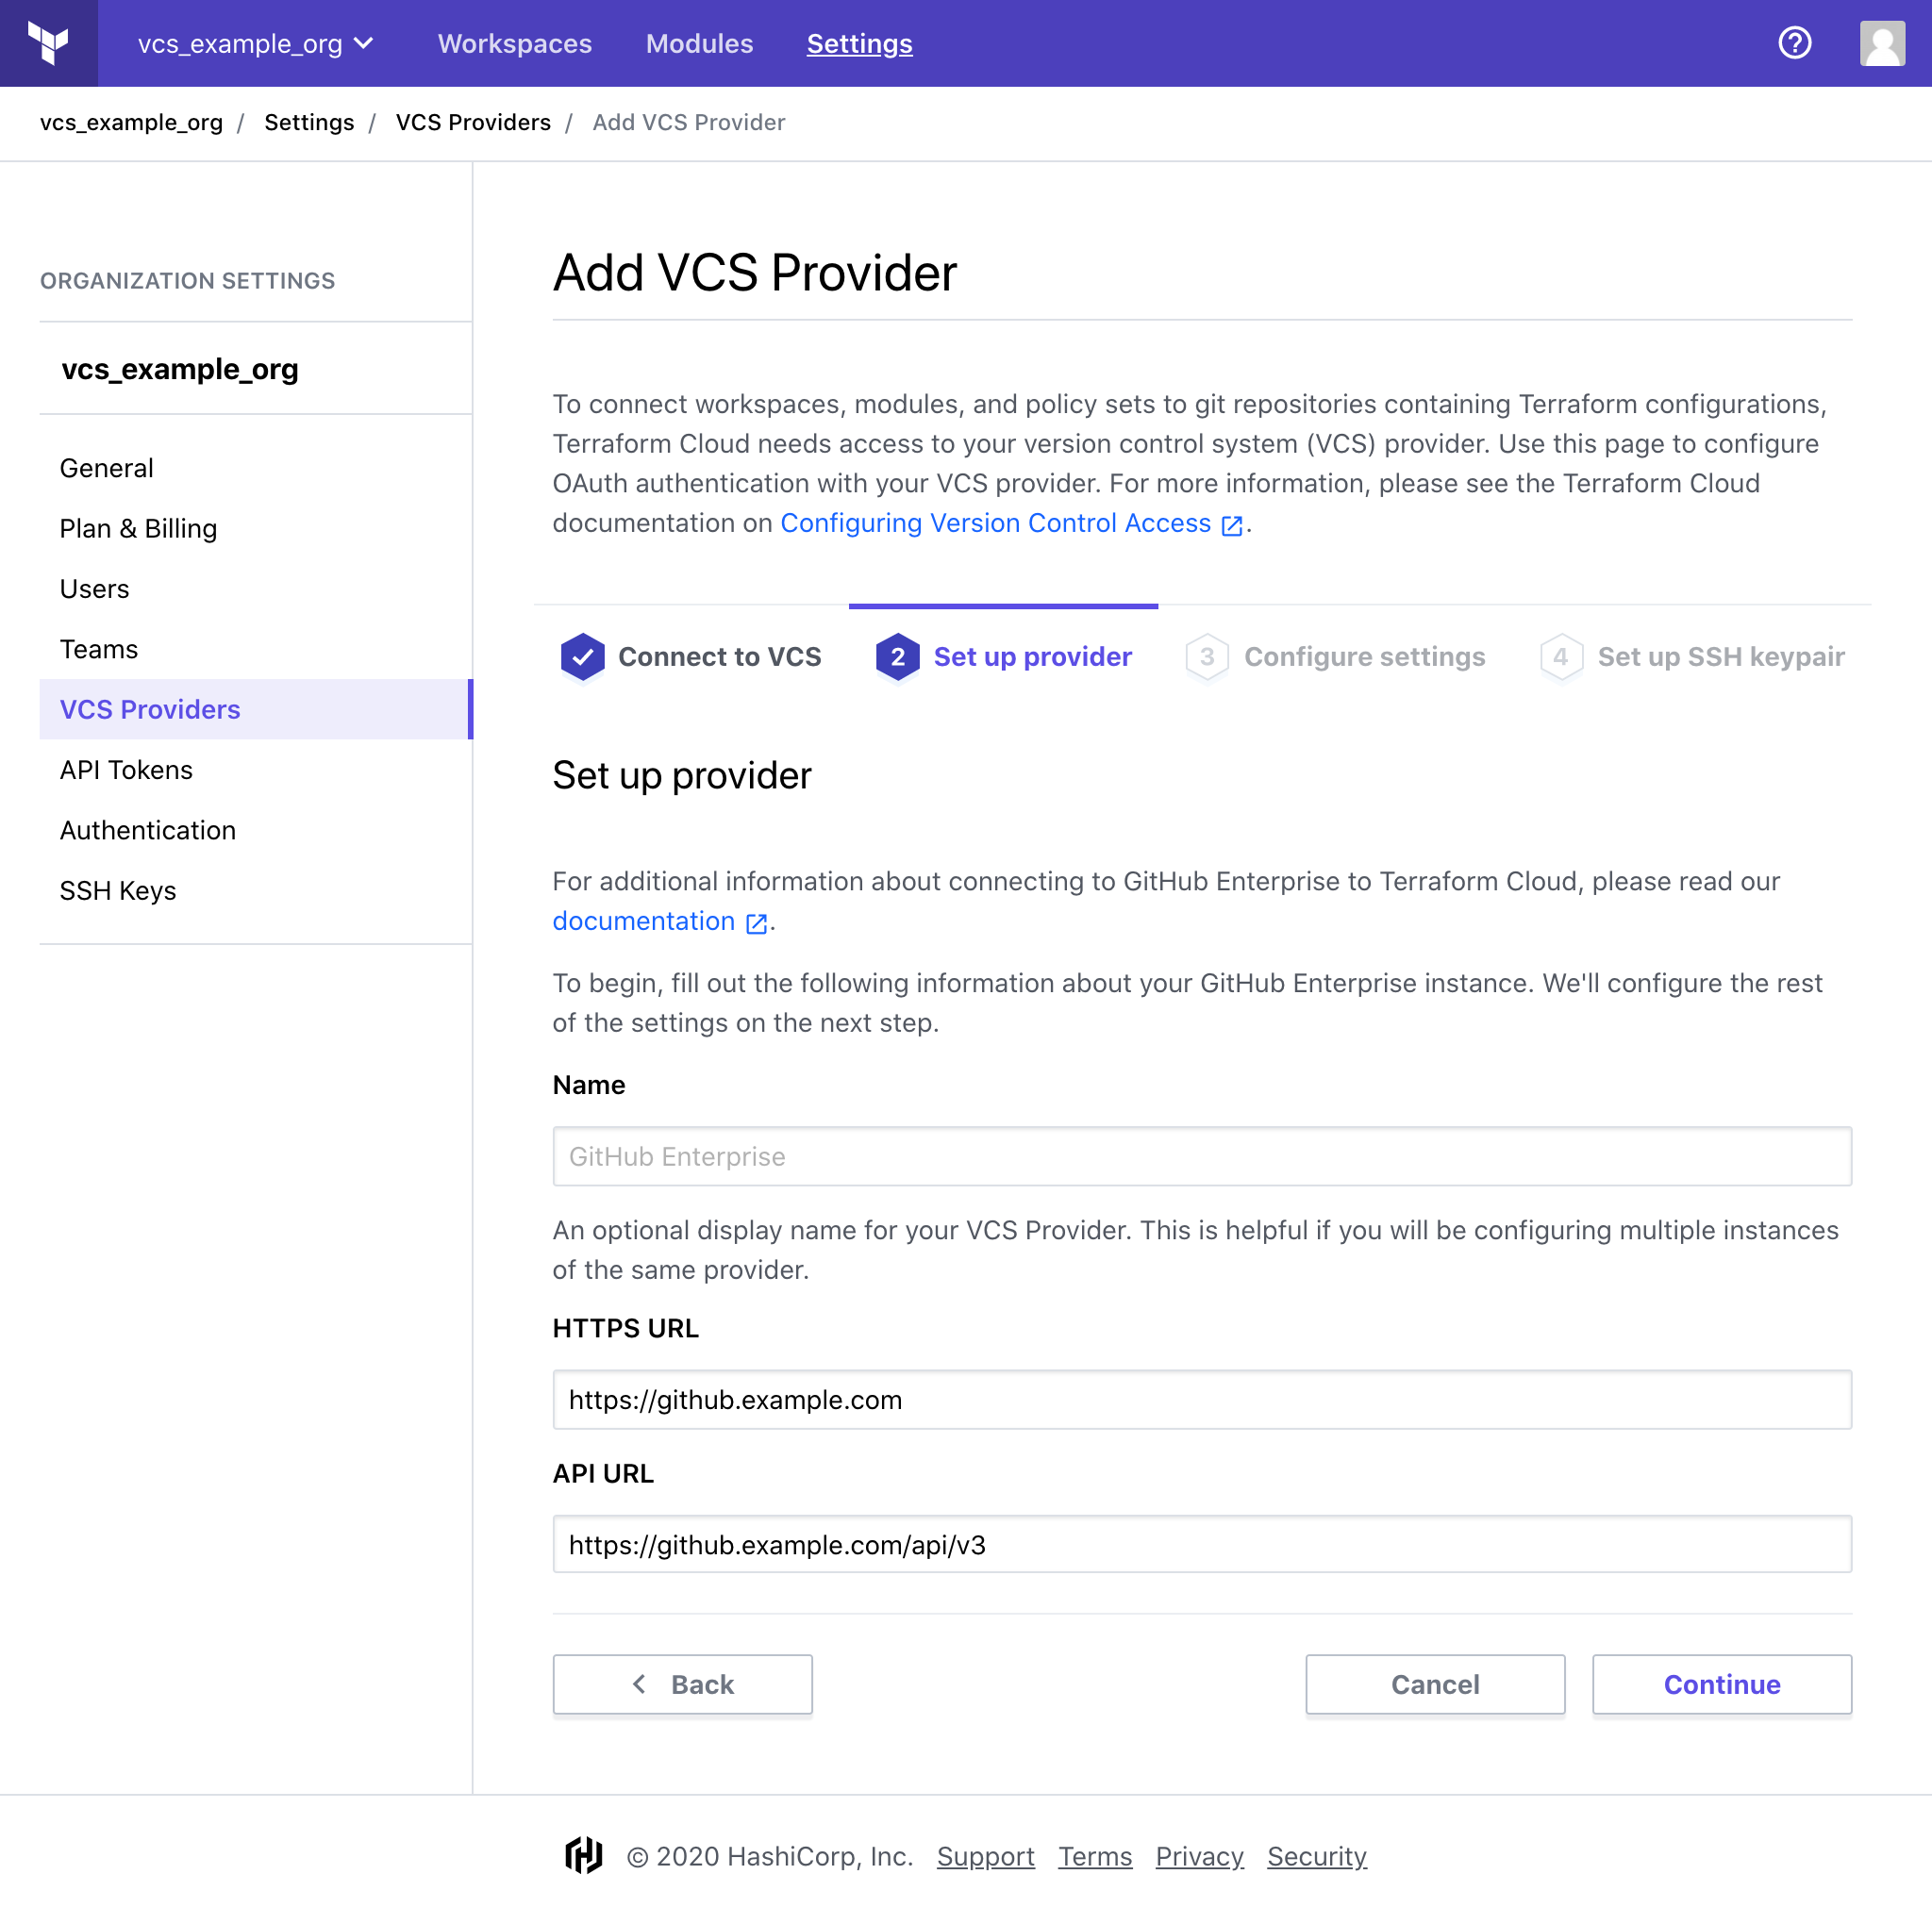 vcs_example_org Workspaces Modules Settings
vcs_example_org / Settings / VCS Providers / Add VCS Provider
ORGANIZATION SETTINGS
vcs_example_org
General
Plan & Billing
Users
Teams
VCS Providers
API Tokens
Authentication
SSH Keys
Add VCS Provider
To connect workspaces, modules, and policy sets to git repositories containing Terraform configurations,
Terraform Cloud needs access to your version control system (VCS) provider. Use this page to configure
OAuth authentication with your VCS provider. For more information, please see the Terraform Cloud
documentation on Configuring Version Control Access .
Connect to VCS 2 Set up provider 3 Configure settings 4 Set up SSH keypair
Set up provider
For additional information about connecting to GitHub Enterprise to Terraform Cloud, please read our
documentation .
To begin, fill out the following information about your GitHub Enterprise instance. We'll configure the rest
of the settings on the next step.
Name
GitHub Enterprise
An optional display name for your VCS Provider. This is helpful if you will be configuring multiple instances
of the same provider.
HTTPS URL
https://github.example.com
API URL
https://github.example.com/api/v3
Back Cancel Continue
© 2020 HashiCorp, Inc. Support Terms Privacy Security